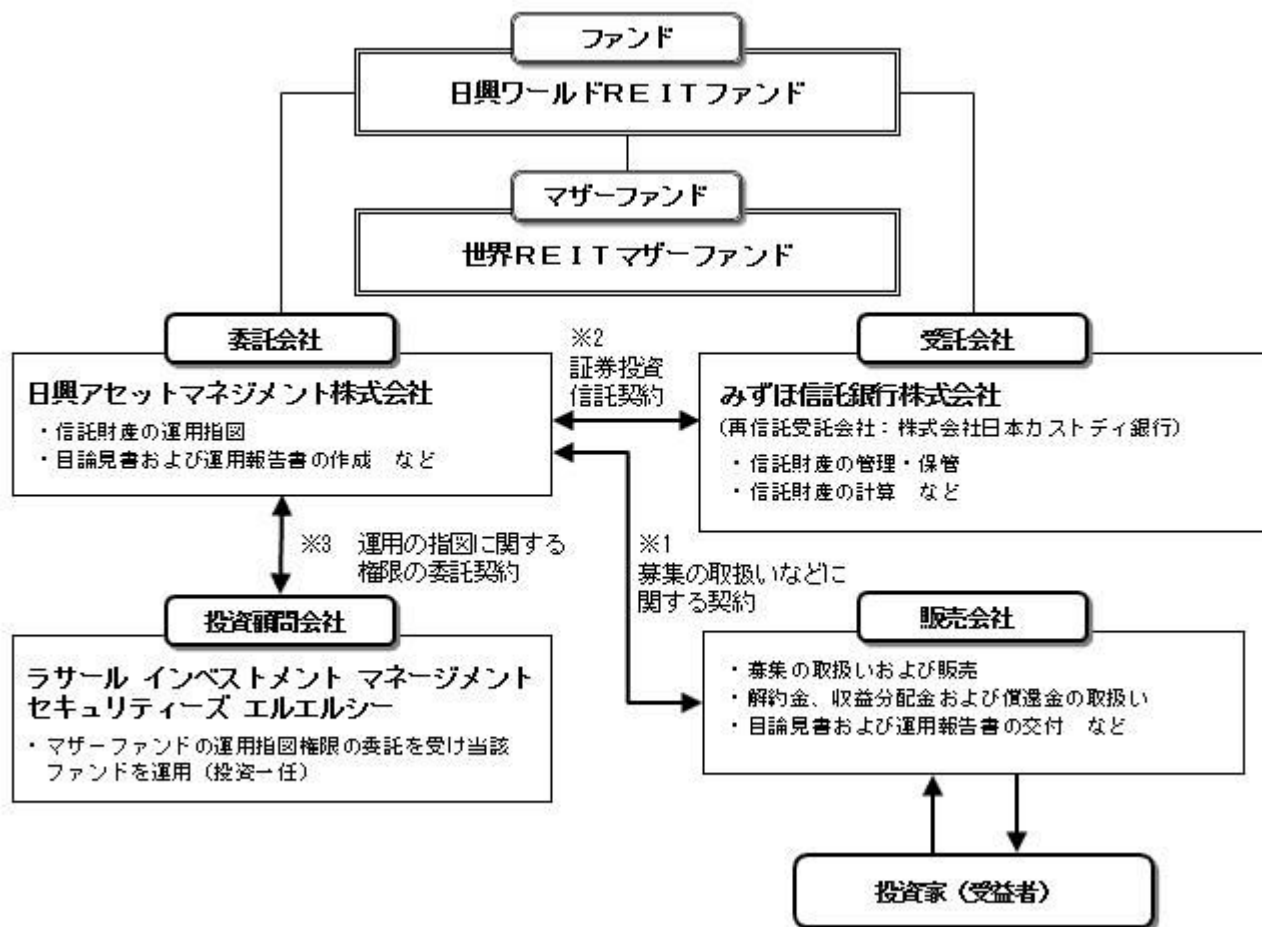 ファンド
日興ワールドREITファンド
マザーファンド
世界REITマザーファンド
委託会社
日興アセットマネジメント株式会社
・信託財産の運用指図
・目論見書および運用報告書の作成 など
※2
証券投資
信託契約
受託会社
みずほ信託銀行株式会社
(再信託受託会社:株式会社日本カストディ銀行)
・信託財産の管理・保管
・信託財産の計算 など
※3 運用の指図に関する
権限の委託契約
※1
募集の取扱いなどに
関する契約
投資顧問会社
ラサール インベストメント マネージメント
セキュリティーズ エルエルシー
・マザーファンドの運用指図権限の委託を受け当該
ファンドを運用(投資一任)
販売会社
・募集の取扱いおよび販売
・解約金、収益分配金および償還金の取扱い
・目論見書および運用報告書の交付 など
投資家(受益者)